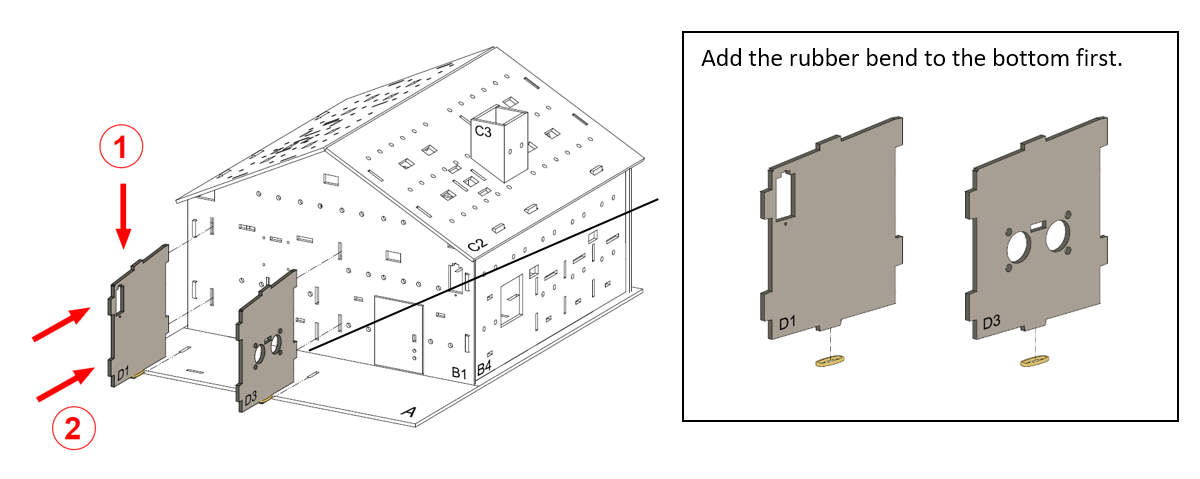 Add the rubber bend to the bottom first.
1
C3
C2
D1
D3
B1
B4
A
2
D1
D3